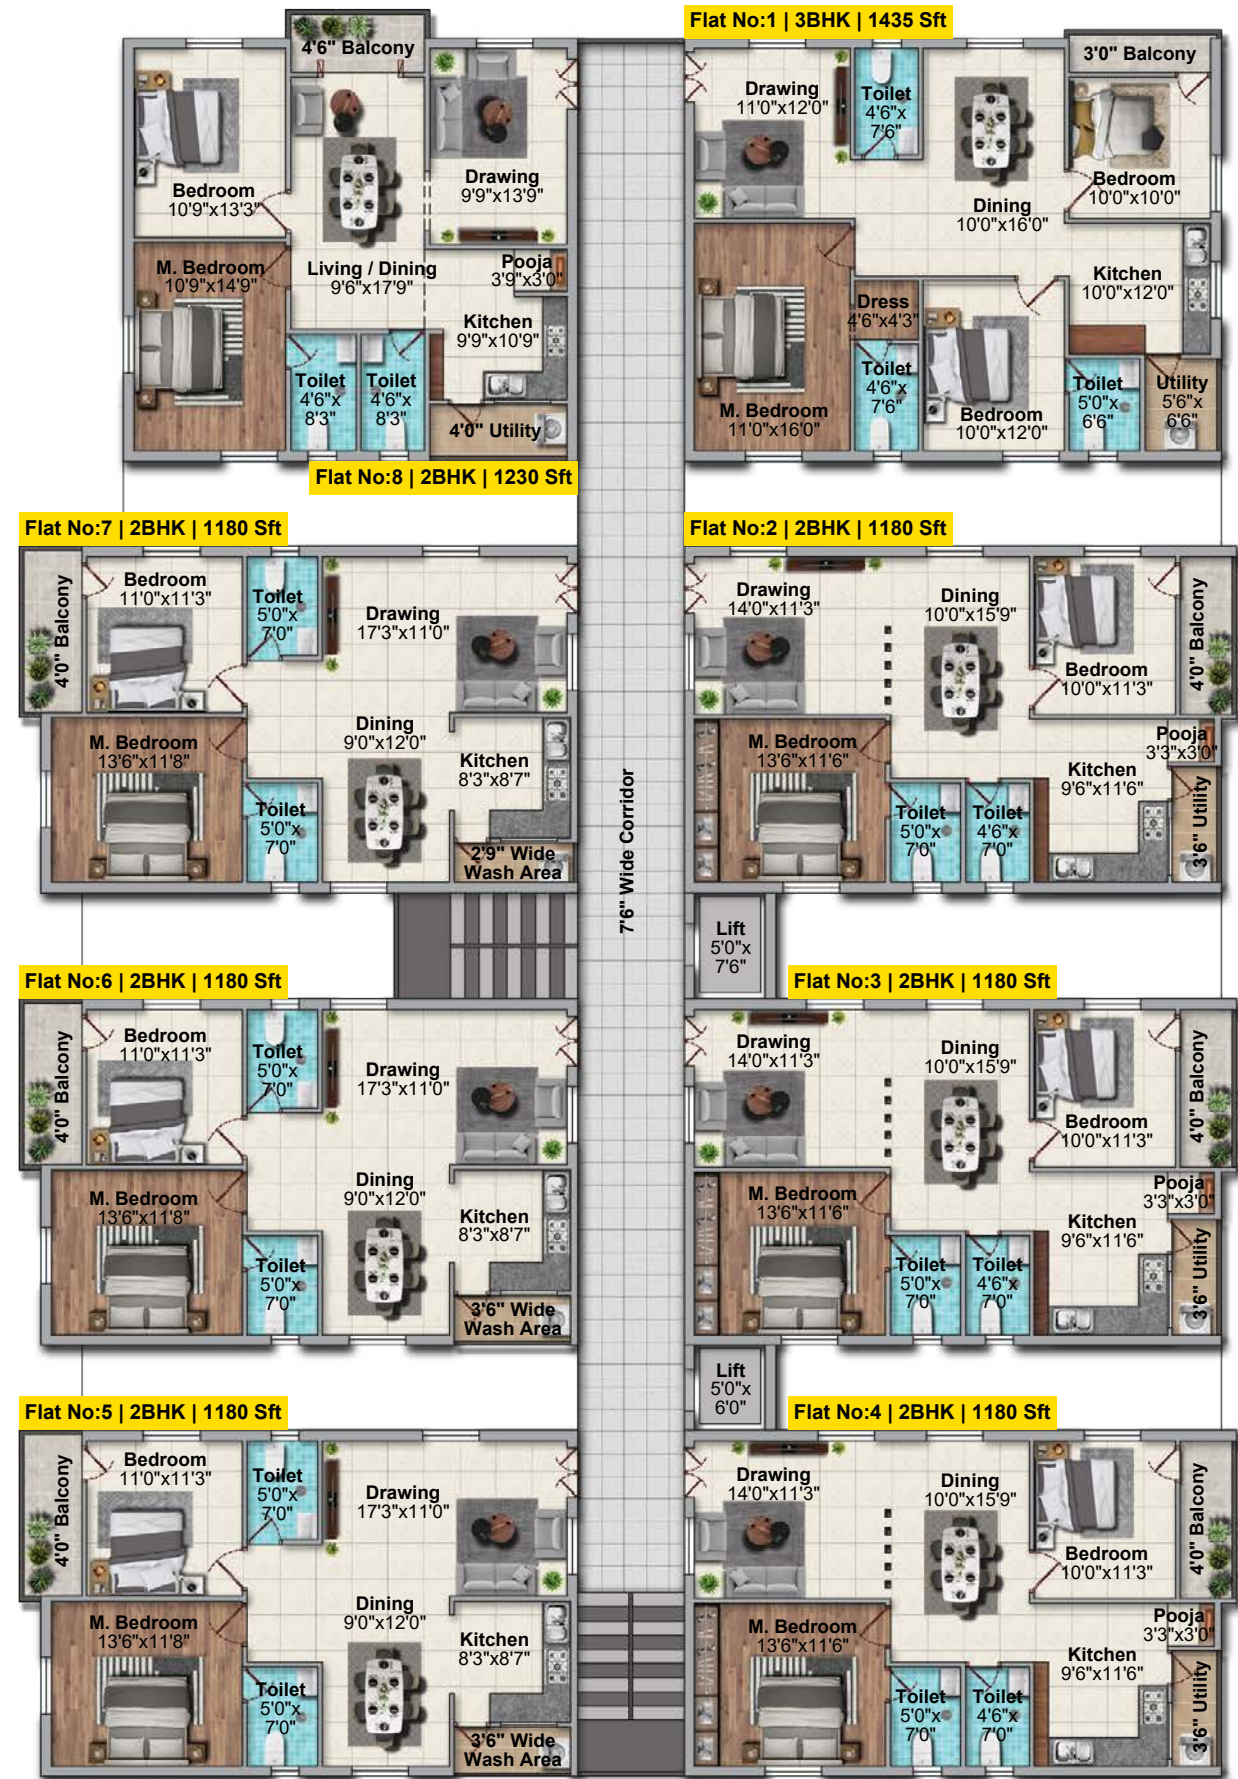 Flat No:1 | 3BHK | 1435 Sft
4'6" Balcony
Bedroom
10'9"x13'3"
Drawing
9'9"x13'9"
M. Bedroom
10'9"x14'9"
Living / Dining
9'6"x17'9"
Pooja
3'9"x3'0"
Kitchen
9'9"x10'9"
Toilet
4'6"x
8'3"
Toilet
4'6"x
8'3"
4'0" Utility
Flat No:8 | 2BHK | 1230 Sft
Drawing
11'0"x12'0"
Toilet
4'6"x
7'6"
3'0" Balcony
Bedroom
10'0"x10'0"
Dining
10'0"x16'0"
Kitchen
10'0"x12'0"
Dress
4'6"x4'3"
Toilet
4'6"x
7'6"
M. Bedroom
11'0"x16'0"
Bedroom
10'0"x12'0"
Toilet
5'0"x
6'6"
Utility
5'6"x
6'6"
Flat No:7 | 2BHK | 1180 Sft
4'0" Balcony
Bedroom
11'0"x11'3"
Toilet
5'0"x
7'0"
Drawing
17'3"x11'0"
M. Bedroom
13'6"x11'8"
Dining
9'0"x12'0"
Kitchen
8'3"x8'7"
Toilet
5'0"x
7'0"
2'9" Wide
Wash Area
7'6" Wide Corridor
Flat No:2 | 2BHK | 1180 Sft
Drawing
14'0"x11'3"
Dining
10'0"x15'9"
Bedroom
10'0"x11'3"
4'0" Balcony
M. Bedroom
13'6"x11'6"
Pooja
3'3"x3'0"
Kitchen
9'6"x11'6"
Toilet
5'0"x
7'0"
Toilet
4'6"x
7'0"
3'6" Utility
Lift
5'0"x
7'6"
Flat No:6 | 2BHK | 1180 Sft
4'0" Balcony
Bedroom
11'0"x11'3"
Toilet
5'0"x
7'0"
Drawing
17'3"x11'0"
M. Bedroom
13'6"x11'8"
Dining
9'0"x12'0"
Kitchen
8'3"x8'7"
Toilet
5'0"x
7'0"
3'6" Wide
Wash Area
Flat No:3 | 2BHK | 1180 Sft
Drawing
14'0"x11'3"
Dining
10'0"x15'9"
Bedroom
10'0"x11'3"
4'0" Balcony
M. Bedroom
13'6"x11'6"
Pooja
3'3"x3'0"
Kitchen
9'6"x11'6"
Toilet
5'0"x
7'0"
Toilet
4'6"x
7'0"
3'6" Utility
Lift
5'0"x
6'0"
Flat No:5 | 2BHK | 1180 Sft
4'0" Balcony
Bedroom
11'0"x11'3"
Toilet
5'0"x
7'0"
Drawing
17'3"x11'0"
M. Bedroom
13'6"x11'8"
Dining
9'0"x12'0"
Kitchen
8'3"x8'7"
Toilet
5'0"x
7'0"
3'6" Wide
Wash Area
Flat No:4 | 2BHK | 1180 Sft
Drawing
14'0"x11'3"
Dining
10'0"x15'9"
Bedroom
10'0"x11'3"
4'0" Balcony
M. Bedroom
13'6"x11'6"
Pooja
3'3"x3'0"
Kitchen
9'6"x11'6"
Toilet
5'0"x
7'0"
Toilet
4'6"x
7'0"
3'6" Utility